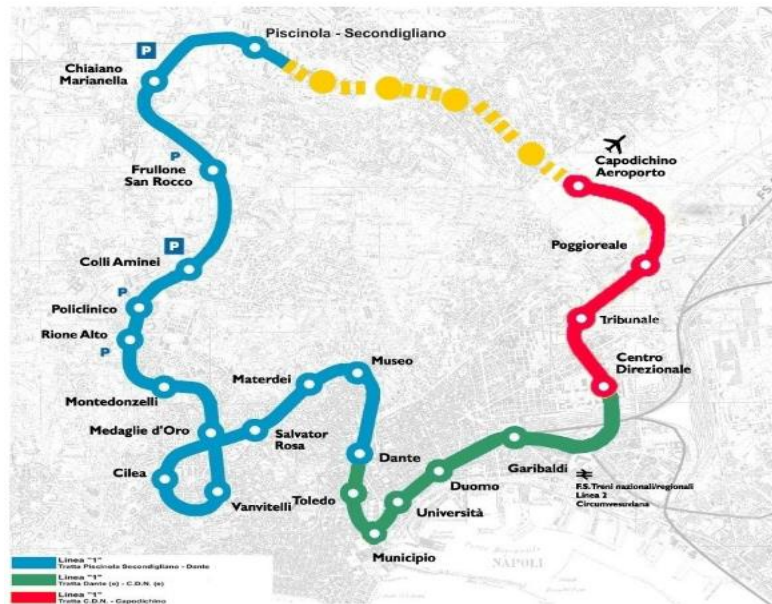 Piscinola - Secondigliano
P
Chiaiano
Marianella
P
Frullone
San Rocco
Capodichino
Aeroporto
P
Colli Aminei
Poggioreale
P
Policlinico
Rione Alto
P
Tribunale
Museo
Materdei
Centro
Direzionale
Montedonzelli
Medaglie d'Oro
Salvator
Rosa
Dante
Cilea
Garibaldi
Duomo
F.S. Treni nazionali/regionali
Linea 2
Circumvesuviana
Vanvitelli
Toledo
Università
Municipio
NAPOLI
Linea "1"
Tratta Piscinola Secondigliano - Dante
Linea "1"
Tratta Dante (e) - C.D.N. (e)
Linea "1"
Tratta C.D.N. - Capodichino